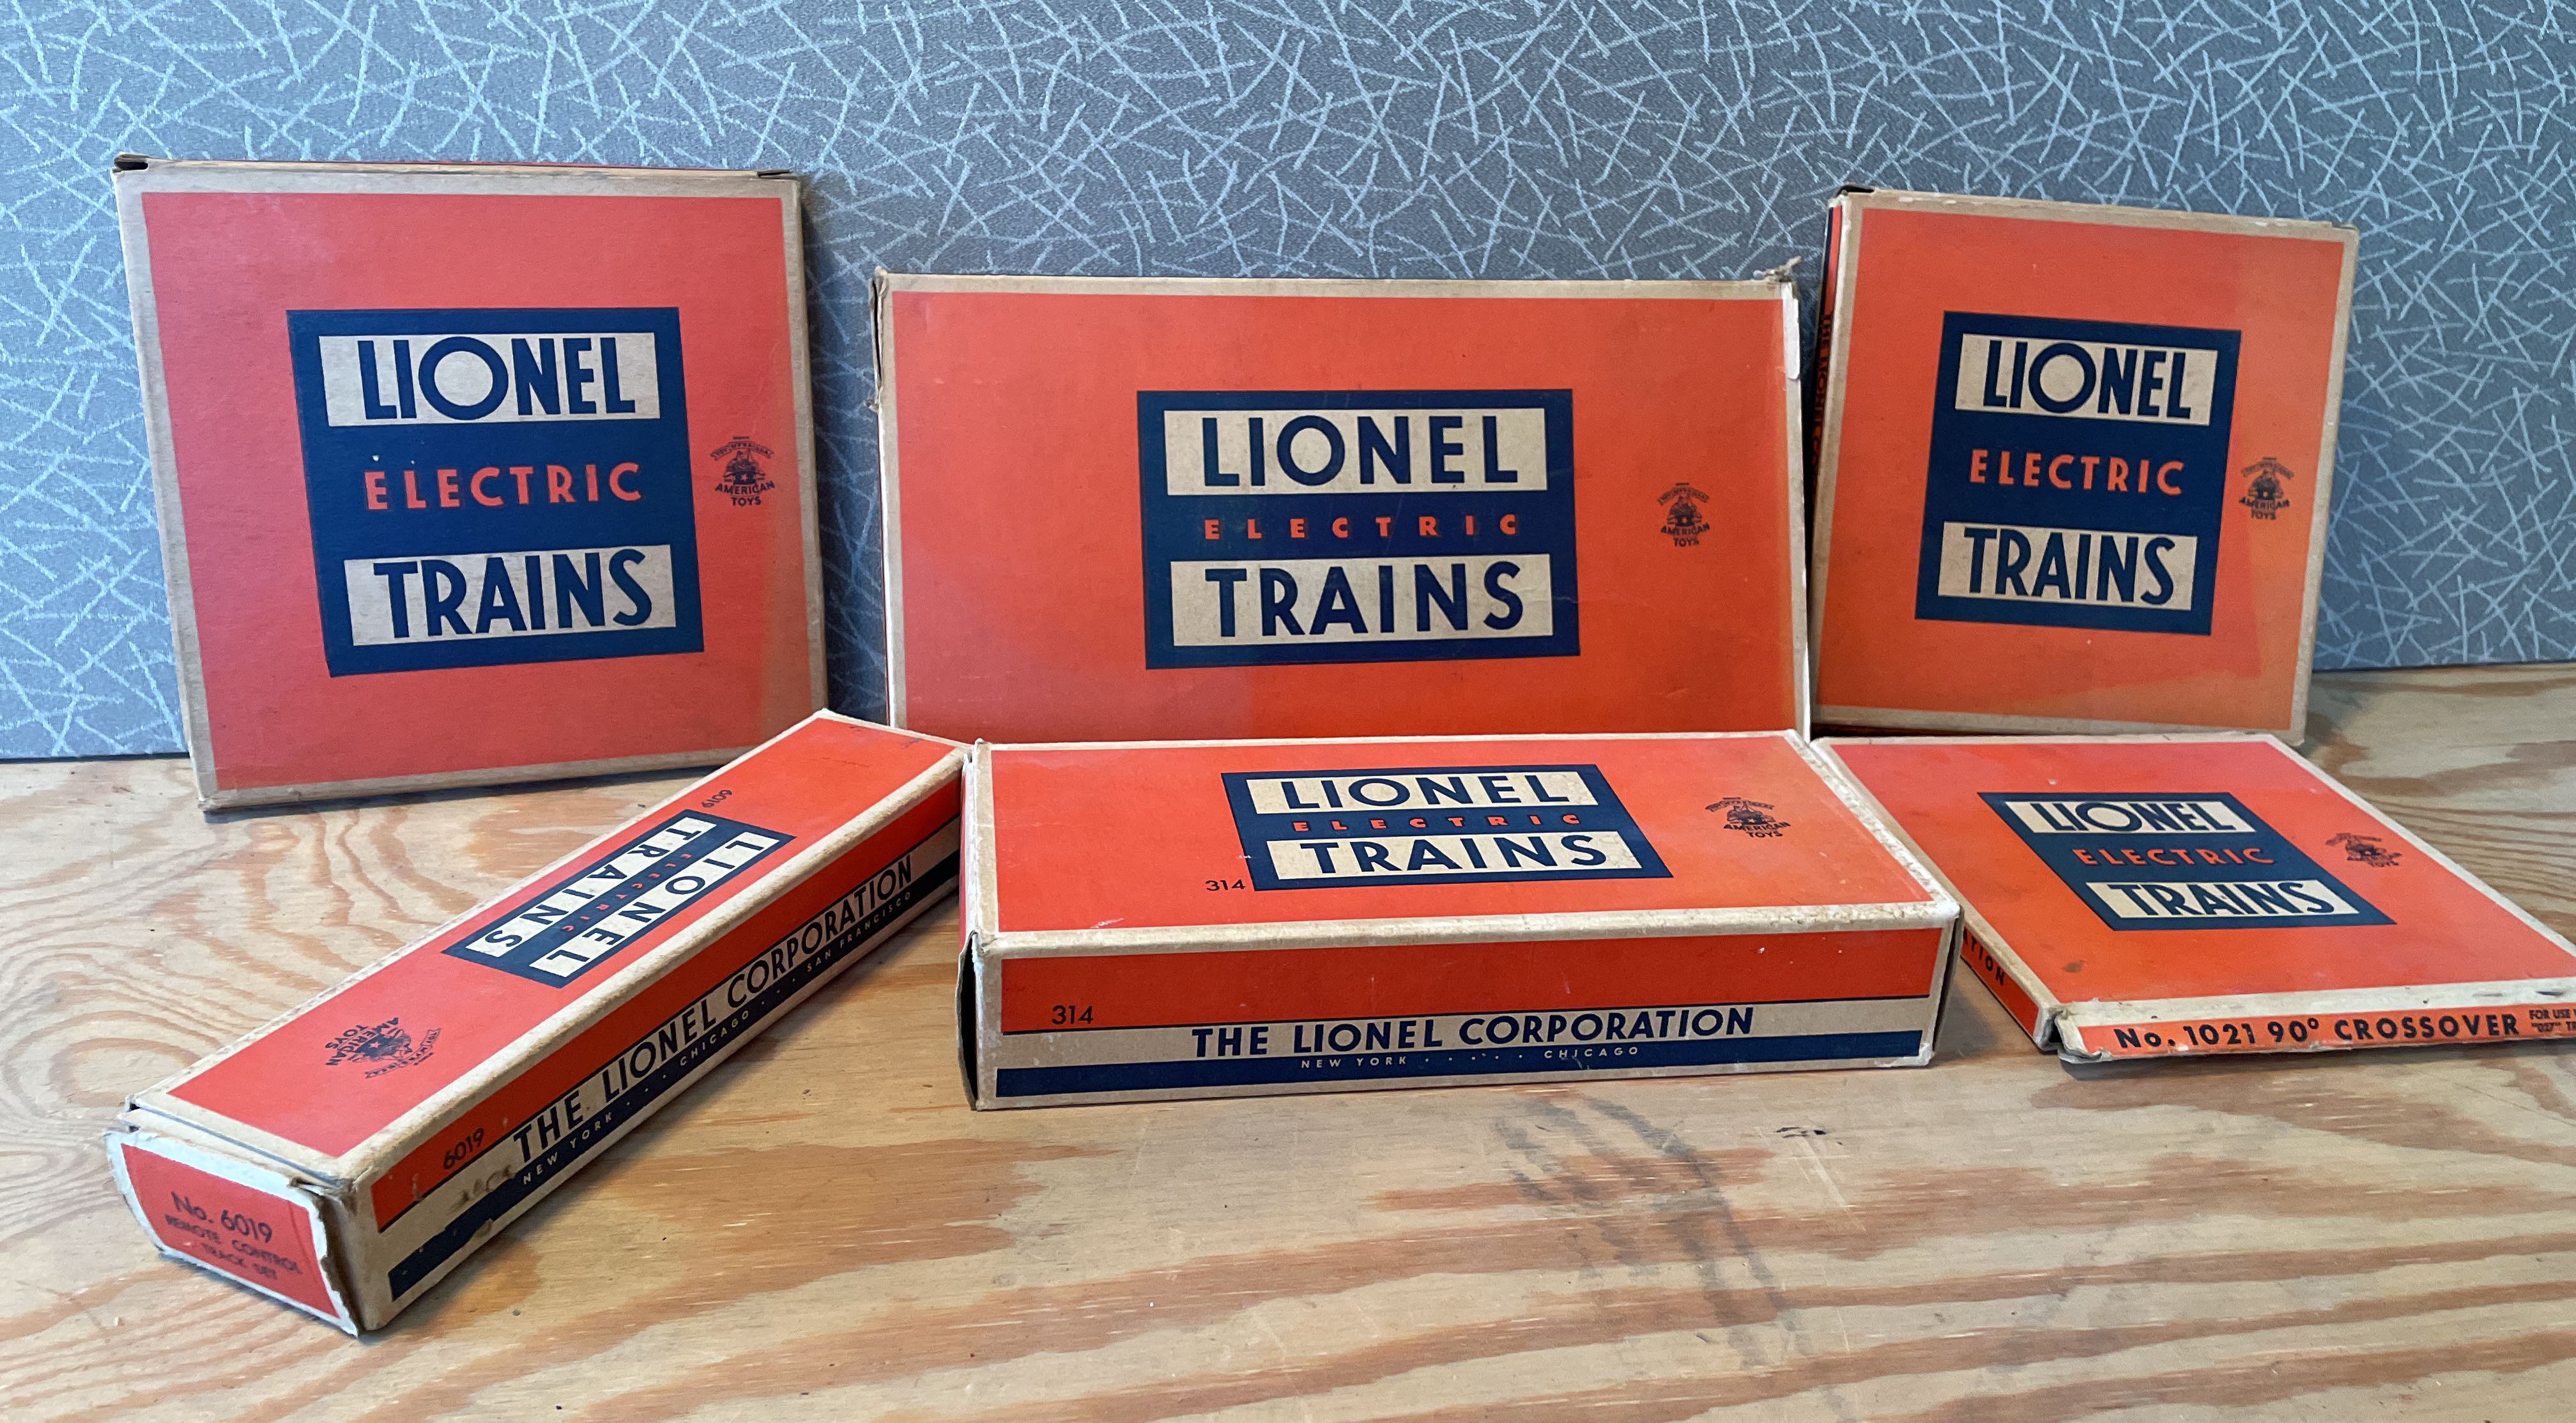 LIONEL
ELECTRIC
TRAINS
AMERICAN
TOYS
LIONEL
ELECTRIC
TRAINS
AMERICAN
TOYS
LIONEL
ELECTRIC
TRAINS
AMERICAN
TOYS
6019
LIONEL
ELECTRIC
TRAINS
AMERICAN
TOYS
6019
THE LIONEL CORPORATION
NEW YORK · · · · CHICAGO · · · · SAN FRANCISCO
No. 6019
REMOTE CONTROL
TRACK SET
LIONEL
ELECTRIC
TRAINS
314
AMERICAN
TOYS
314
THE LIONEL CORPORATION
NEW YORK · · · · · CHICAGO
LIONEL
ELECTRIC
TRAINS
AMERICAN
TOYS
No. 1021 90° CROSSOVER
FOR USE
"027"